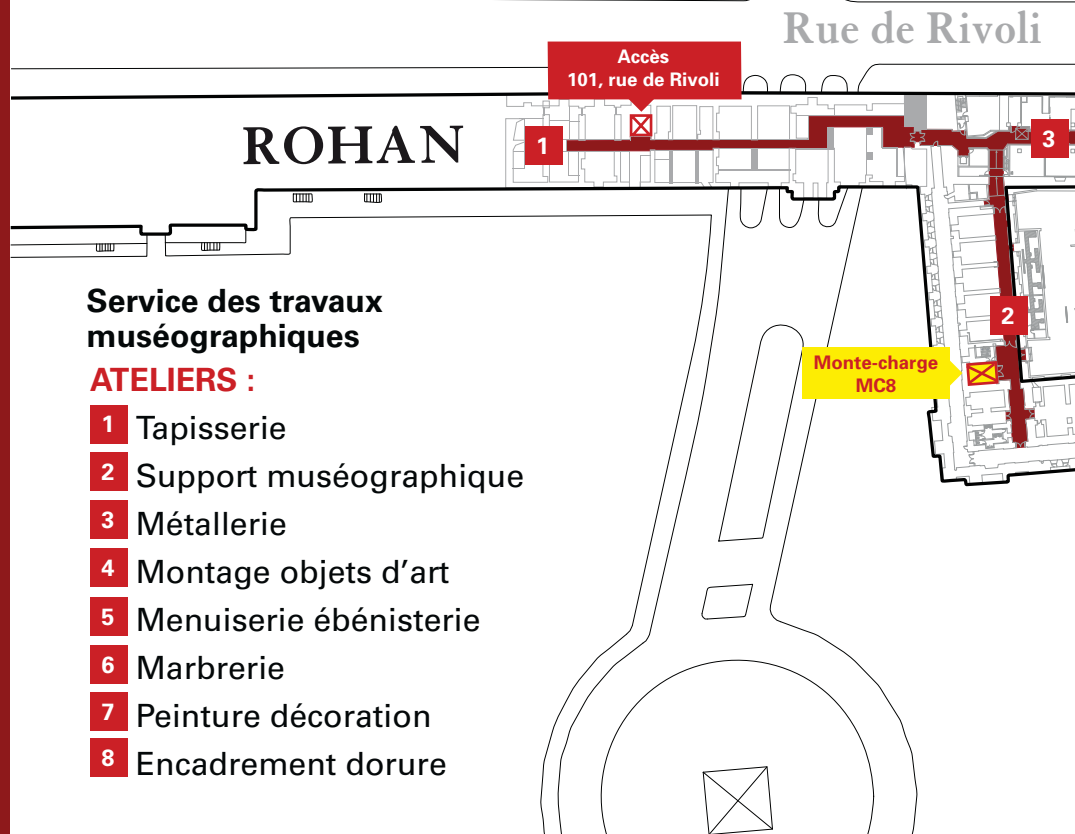 Rue de Rivoli
Accès
101, rue de Rivoli
ROHAN
1
3
2
Monte-charge
MC8
Service des travaux
muséographiques
ATELIERS :
1 Tapisserie
2 Support muséographique
3 Métallerie
4 Montage objets d’art
5 Menuiserie ébénisterie
6 Marbrerie
7 Peinture décoration
8 Encadrement dorure